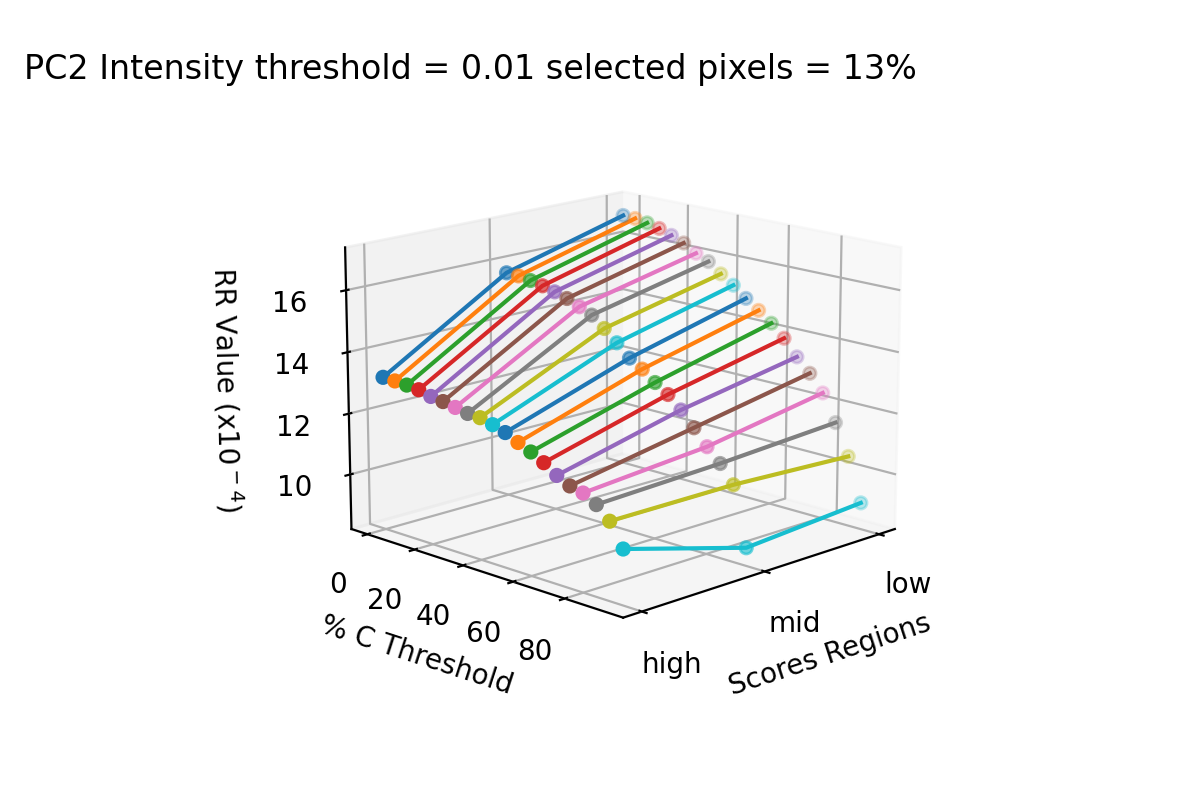 PC2 Intensity threshold = 0.01 selected pixels = 13%
RR Value (x10⁻⁴)
16
14
12
10
0
20
40
60
80
% C Threshold
high
mid
low
Scores Regions